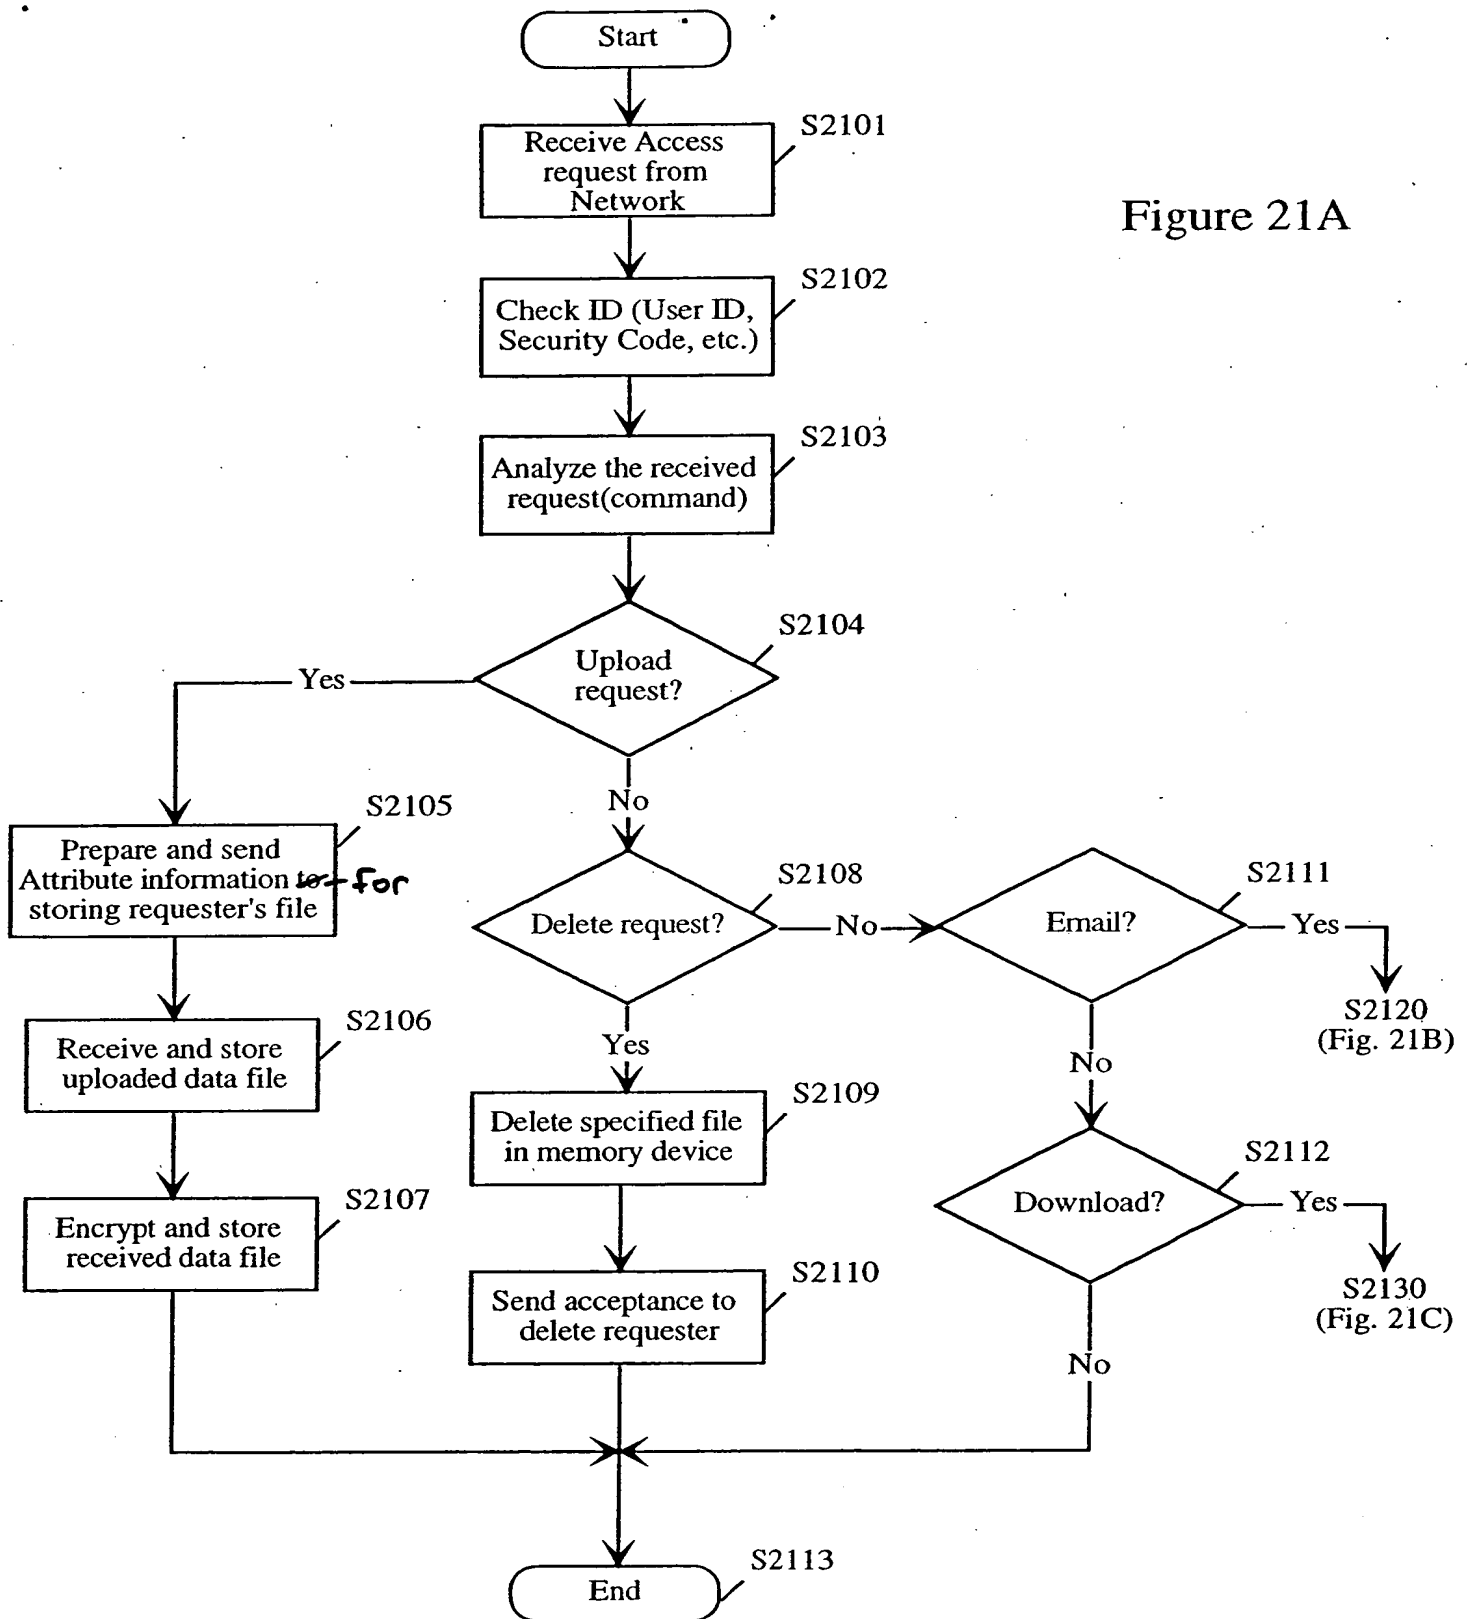 Start
S2101
Receive Access
request from
Network
Figure 21A
S2102
Check ID (User ID,
Security Code, etc.)
S2103
Analyze the received
request(command)
S2104
Upload
request?
Yes
No
S2105
Prepare and send
Attribute information to for
storing requester's file
S2108
Delete request?
No
S2111
Email?
Yes
S2120
(Fig. 21B)
S2106
Receive and store
uploaded data file
Yes
No
S2109
Delete specified file
in memory device
S2112
Download?
Yes
S2130
(Fig. 21C)
S2107
Encrypt and store
received data file
S2110
Send acceptance to
delete requester
No
S2113
End